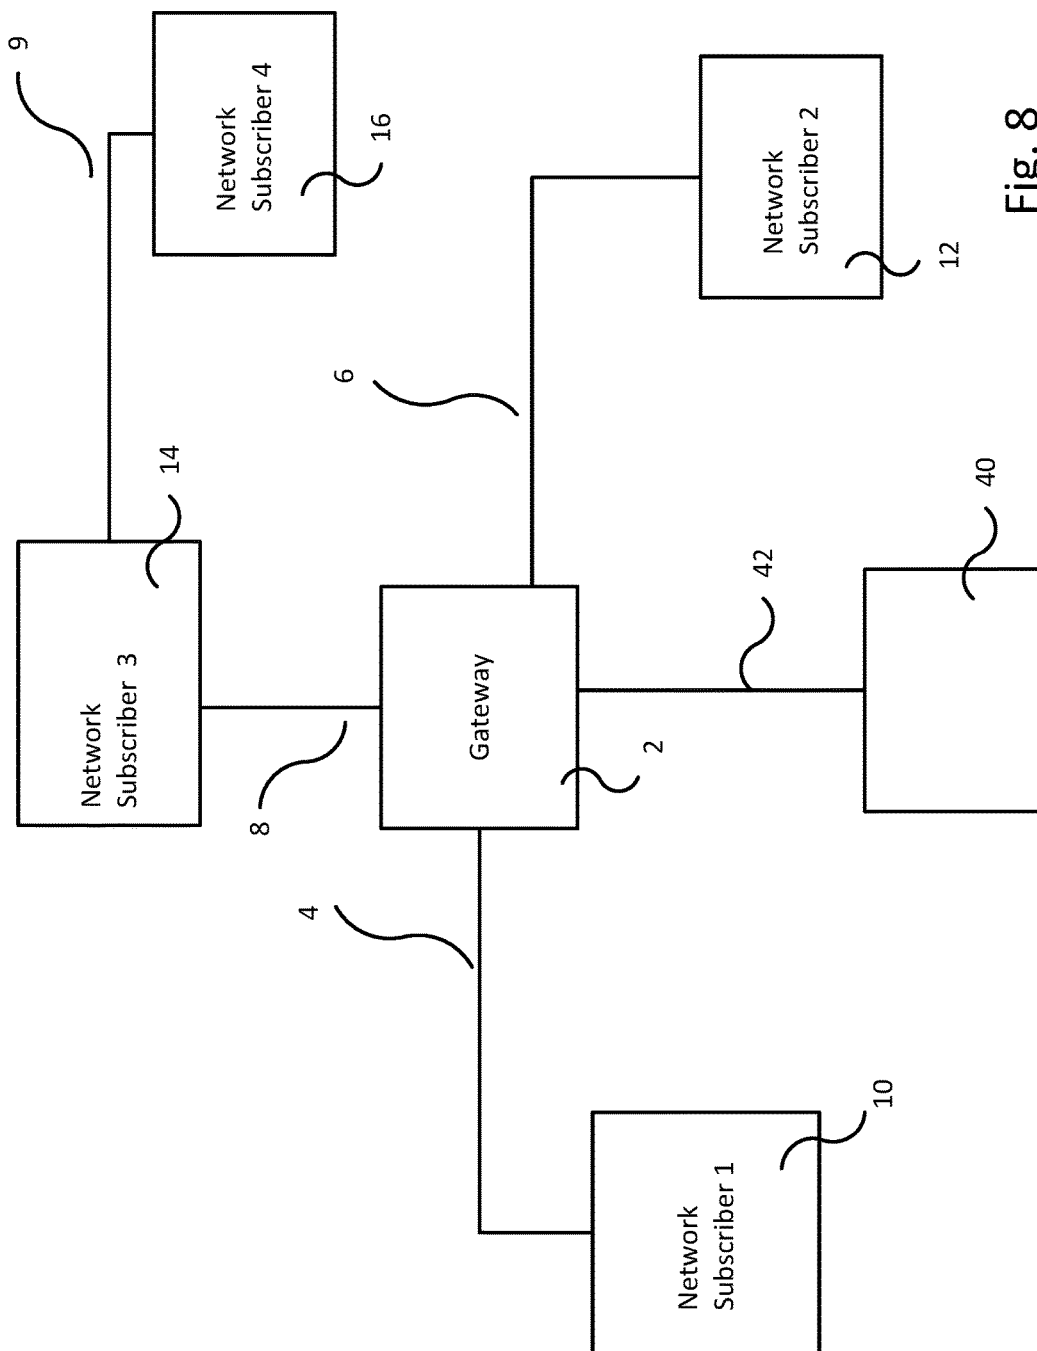 9
Network
Subscriber 3
14
Network
Subscriber 4
8
4
6
16
Gateway
2
Network
Subscriber 1
42
Network
Subscriber 2
10
12
40
Fig. 8